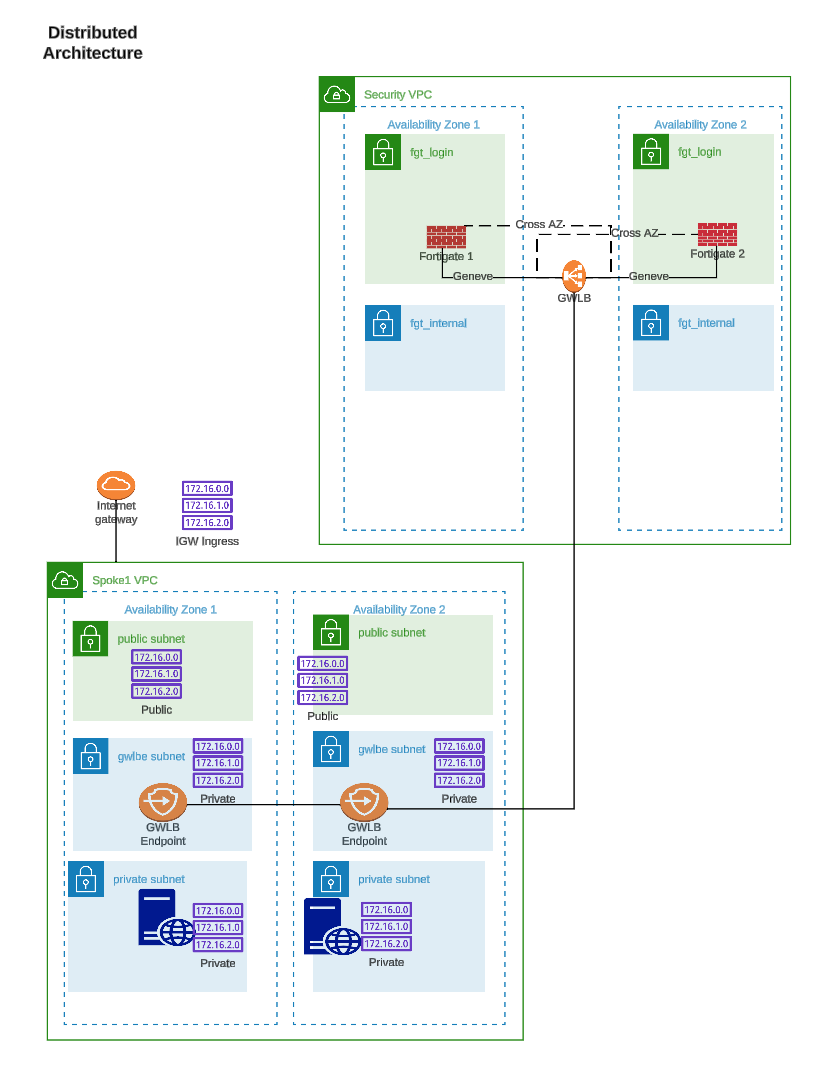 Distributed
Architecture
Security VPC
Availability Zone 1
Availability Zone 2
fgt_login
fgt_login
Cross AZ
Cross AZ
Fortigate 1
Fortigate 2
Geneve
Geneve
GWLB
fgt_internal
fgt_internal
Internet
gateway
172.16.0.0
172.16.1.0
172.16.2.0
IGW Ingress
Spoke1 VPC
Availability Zone 1
Availability Zone 2
public subnet
172.16.0.0
172.16.1.0
172.16.2.0
Public
public subnet
172.16.0.0
172.16.1.0
172.16.2.0
Public
gwlbe subnet
172.16.0.0
172.16.1.0
172.16.2.0
Private
GWLB
Endpoint
gwlbe subnet
172.16.0.0
172.16.1.0
172.16.2.0
Private
GWLB
Endpoint
private subnet
172.16.0.0
172.16.1.0
172.16.2.0
Private
private subnet
172.16.0.0
172.16.1.0
172.16.2.0
Private